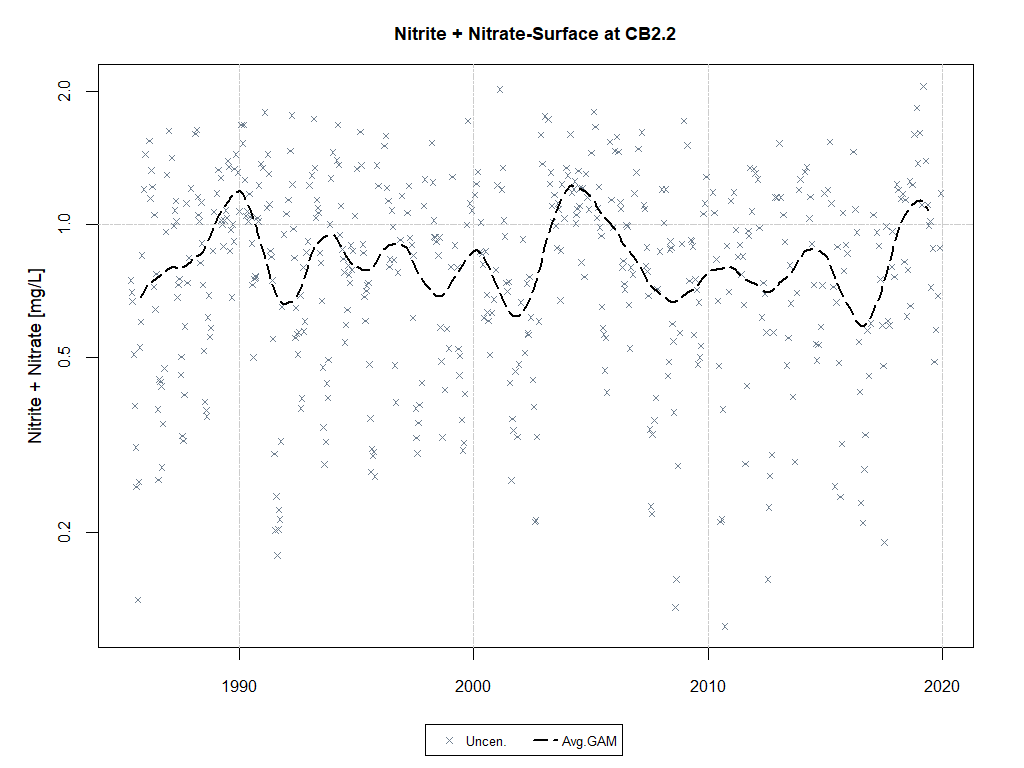 Nitrite + Nitrate-Surface at CB2.2
Nitrite + Nitrate [mg/L]
2.0
1.0
0.5
0.2
1990 2000 2010 2020
Uncen. Avg.GAM